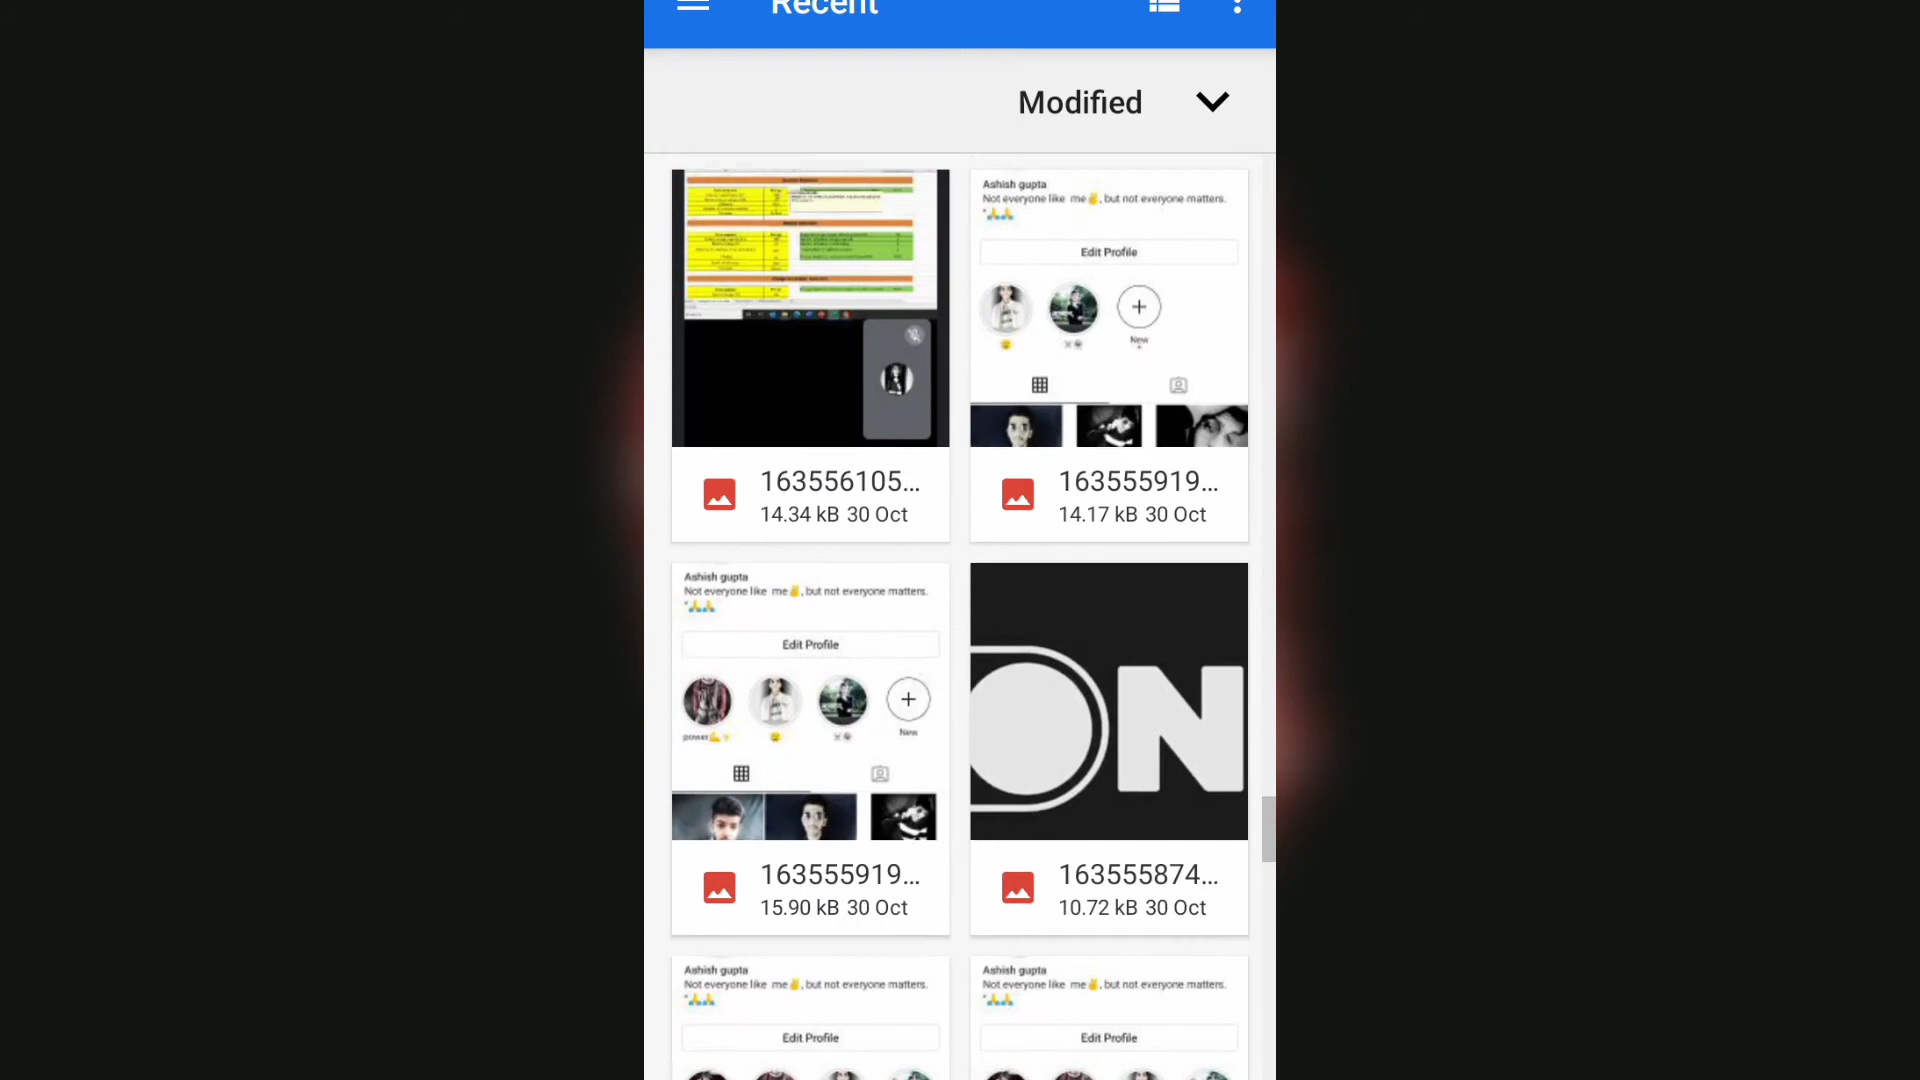 Recent
Modified
163556105...
14.34 kB 30 Oct
Ashish gupta
Not everyone like me✌, but not everyone matters.
"🙏🙏
Edit Profile
New
163555919...
14.17 kB 30 Oct
Ashish gupta
Not everyone like me✌, but not everyone matters.
"🙏🙏
Edit Profile
power💪
New
163555919...
15.90 kB 30 Oct
ON
163555874...
10.72 kB 30 Oct
Ashish gupta
Not everyone like me✌, but not everyone matters.
"🙏🙏
Edit Profile
Ashish gupta
Not everyone like me✌, but not everyone matters.
"🙏🙏
Edit Profile